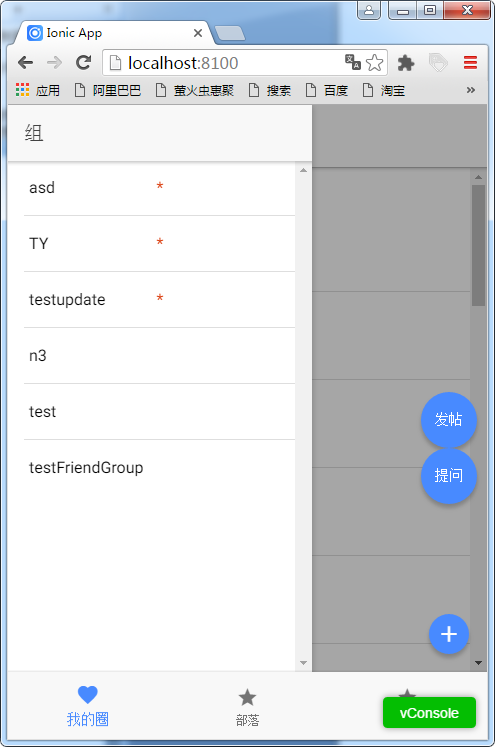 Ionic App
localhost:8100
应用 阿里巴巴 萤火虫惠聚 搜索 百度 淘宝 »
组
asd *
TY *
testupdate *
n3
test
testFriendGroup
发帖
提问
+
我的圈 部落
vConsole